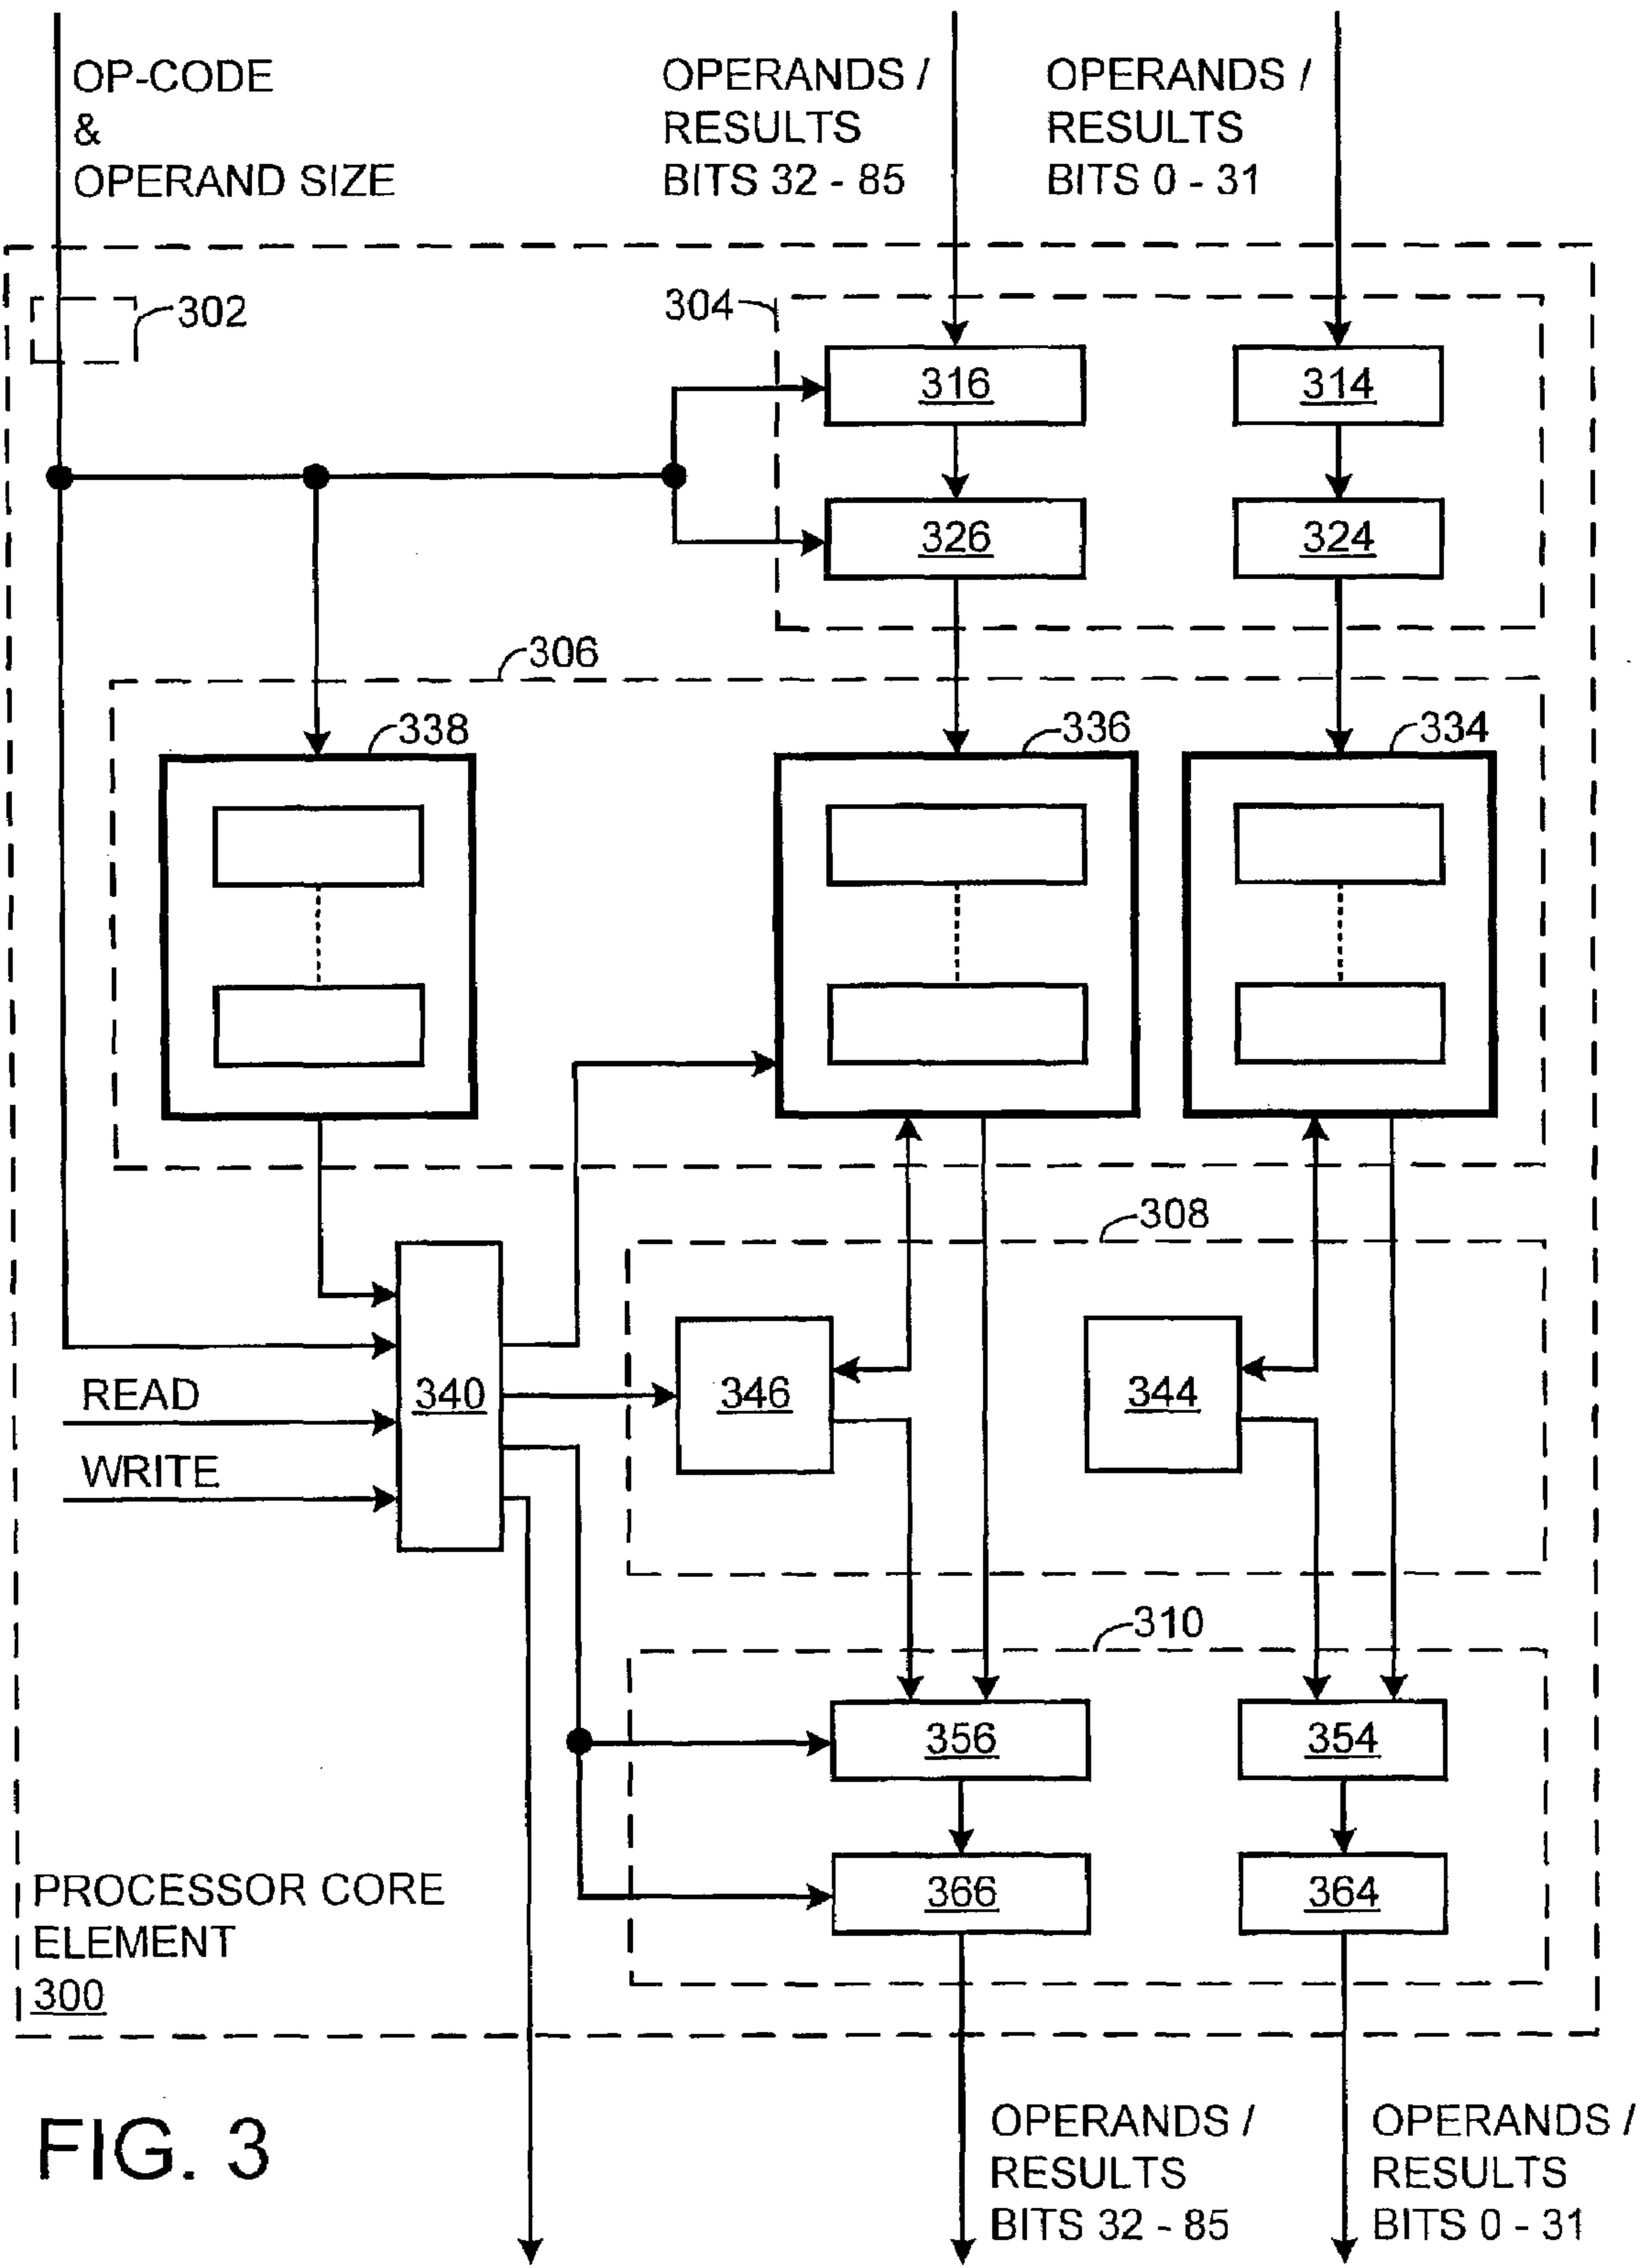 OP-CODE
&
OPERAND SIZE
OPERANDS /
RESULTS
BITS 32 - 85
OPERANDS /
RESULTS
BITS 0 - 31
302
304
316
314
326
324
306
338
336
334
308
340
346
344
READ
WRITE
310
356
354
366
364
PROCESSOR CORE
ELEMENT
300
FIG. 3
OPERANDS /
RESULTS
BITS 32 - 85
OPERANDS /
RESULTS
BITS 0 - 31